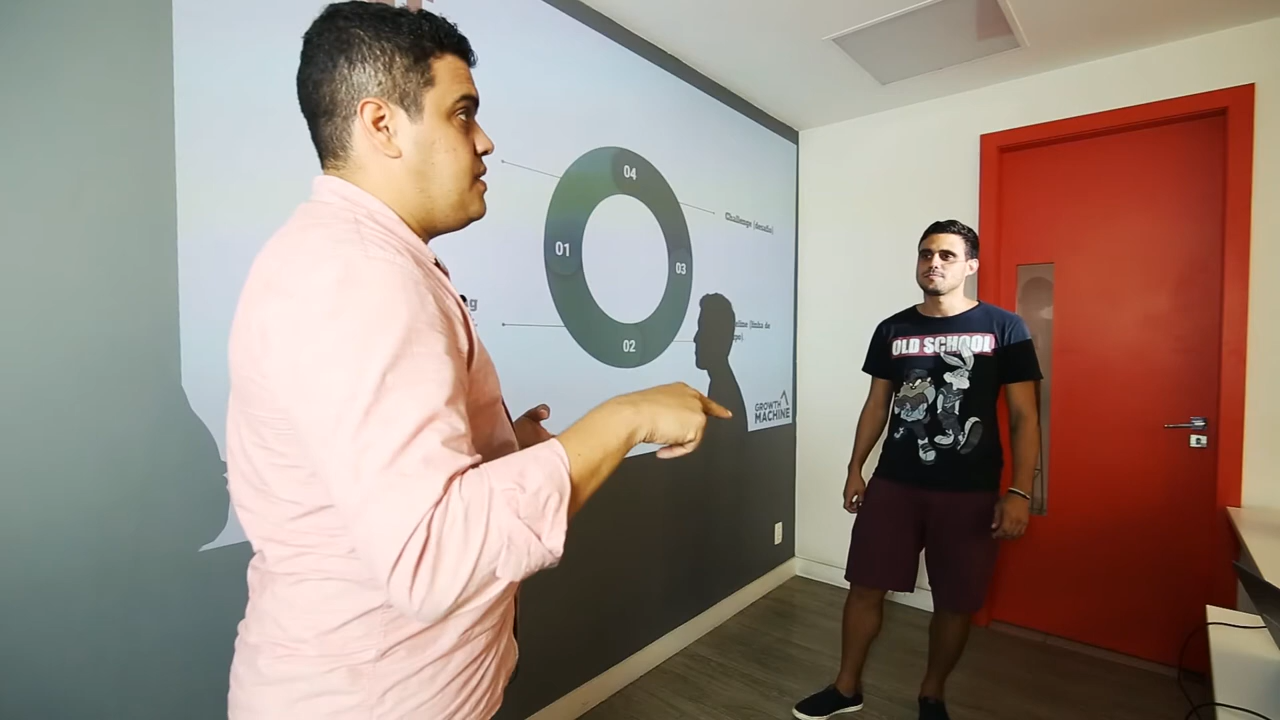 04
Challenge (desafio)
01
03
02
GROWTH
MACHINE
OLD SCHOOL